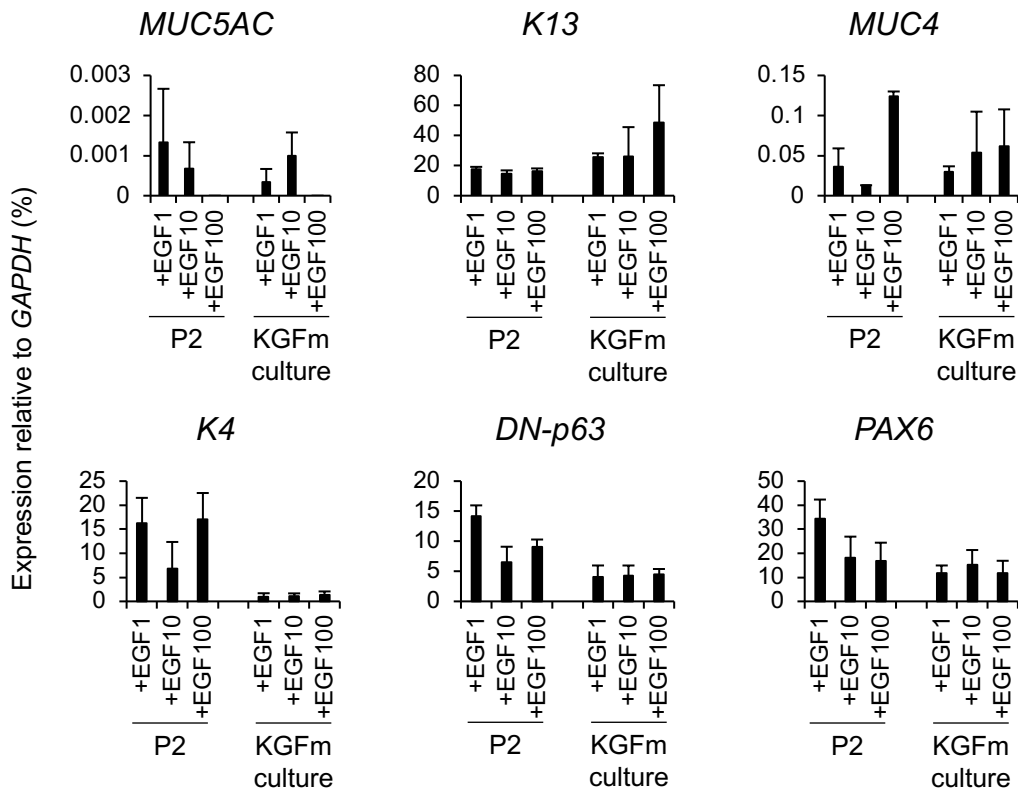 Expression relative to GAPDH (%)
MUC5AC
0.003
0.002
0.001
0
+EGF1
+EGF10
+EGF100
+EGF1
+EGF10
+EGF100
P2
KGFm
culture
K13
80
60
40
20
0
+EGF1
+EGF10
+EGF100
+EGF1
+EGF10
+EGF100
P2
KGFm
culture
MUC4
0.15
0.1
0.05
0
+EGF1
+EGF10
+EGF100
+EGF1
+EGF10
+EGF100
P2
KGFm
culture
K4
25
20
15
10
5
0
+EGF1
+EGF10
+EGF100
+EGF1
+EGF10
+EGF100
P2
KGFm
culture
DN-p63
20
15
10
5
0
+EGF1
+EGF10
+EGF100
+EGF1
+EGF10
+EGF100
P2
KGFm
culture
PAX6
50
40
30
20
10
0
+EGF1
+EGF10
+EGF100
+EGF1
+EGF10
+EGF100
P2
KGFm
culture